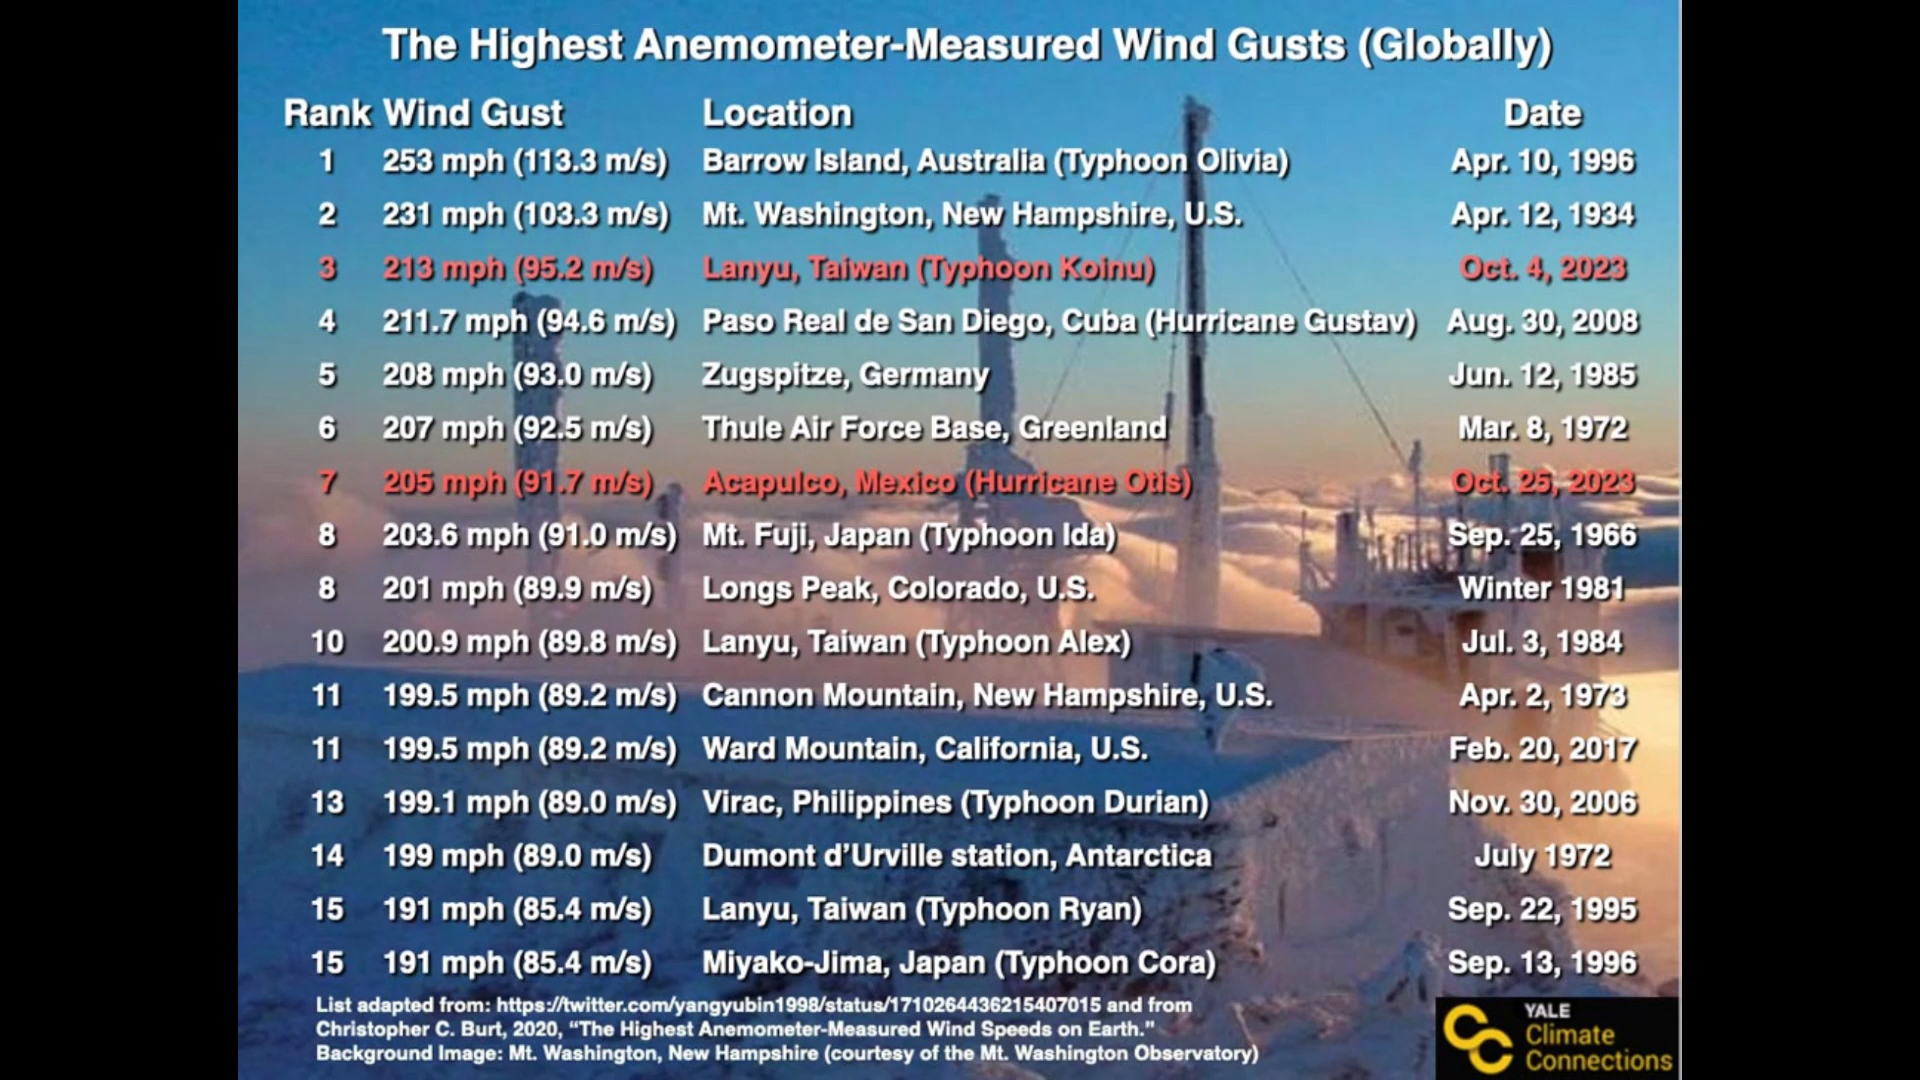 The Highest Anemometer-Measured Wind Gusts (Globally)
Rank Wind Gust Location Date
1 253 mph (113.3 m/s) Barrow Island, Australia (Typhoon Olivia) Apr. 10, 1996
2 231 mph (103.3 m/s) Mt. Washington, New Hampshire, U.S. Apr. 12, 1934
3 213 mph (95.2 m/s) Lanyu, Taiwan (Typhoon Koinu) Oct. 4, 2023
4 211.7 mph (94.6 m/s) Paso Real de San Diego, Cuba (Hurricane Gustav) Aug. 30, 2008
5 208 mph (93.0 m/s) Zugspitze, Germany Jun. 12, 1985
6 207 mph (92.5 m/s) Thule Air Force Base, Greenland Mar. 8, 1972
7 205 mph (91.7 m/s) Acapulco, Mexico (Hurricane Otis) Oct. 25, 2023
8 203.6 mph (91.0 m/s) Mt. Fuji, Japan (Typhoon Ida) Sep. 25, 1966
8 201 mph (89.9 m/s) Longs Peak, Colorado, U.S. Winter 1981
10 200.9 mph (89.8 m/s) Lanyu, Taiwan (Typhoon Alex) Jul. 3, 1984
11 199.5 mph (89.2 m/s) Cannon Mountain, New Hampshire, U.S. Apr. 2, 1973
11 199.5 mph (89.2 m/s) Ward Mountain, California, U.S. Feb. 20, 2017
13 199.1 mph (89.0 m/s) Virac, Philippines (Typhoon Durian) Nov. 30, 2006
14 199 mph (89.0 m/s) Dumont d’Urville station, Antarctica July 1972
15 191 mph (85.4 m/s) Lanyu, Taiwan (Typhoon Ryan) Sep. 22, 1995
15 191 mph (85.4 m/s) Miyako-Jima, Japan (Typhoon Cora) Sep. 13, 1996
List adapted from: https://twitter.com/yangyubin1998/status/1710264436215407015 and from
Christopher C. Burt, 2020, “The Highest Anemometer-Measured Wind Speeds on Earth.”
Background Image: Mt. Washington, New Hampshire (courtesy of the Mt. Washington Observatory)
YALE
Climate
Connections